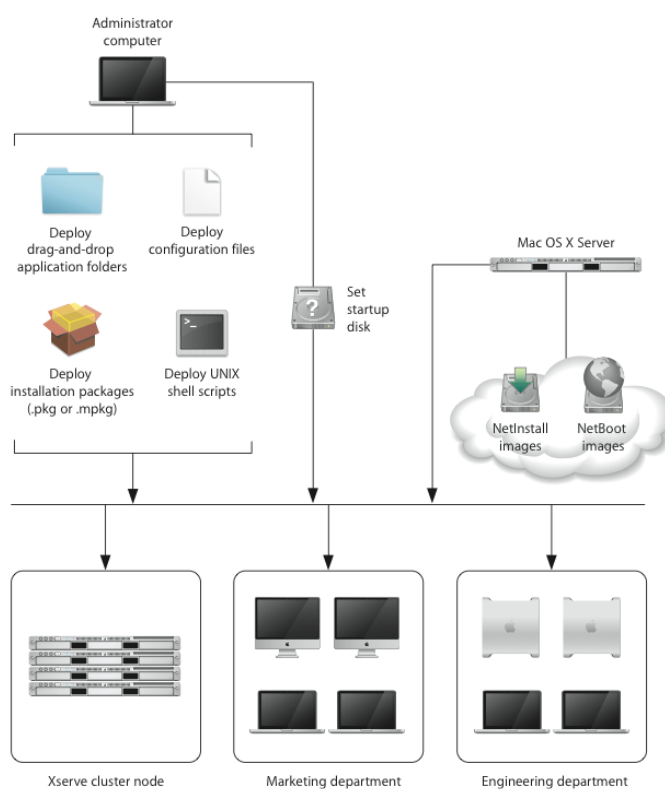 Administrator
computer
Deploy
drag-and-drop
application folders
Deploy
configuration files
Deploy
installation packages
(.pkg or .mpkg)
>_
Deploy UNIX
shell scripts
?
Set
startup
disk
Mac OS X Server
NetInstall
images
NetBoot
images
Xserve cluster node
Marketing department
Engineering department